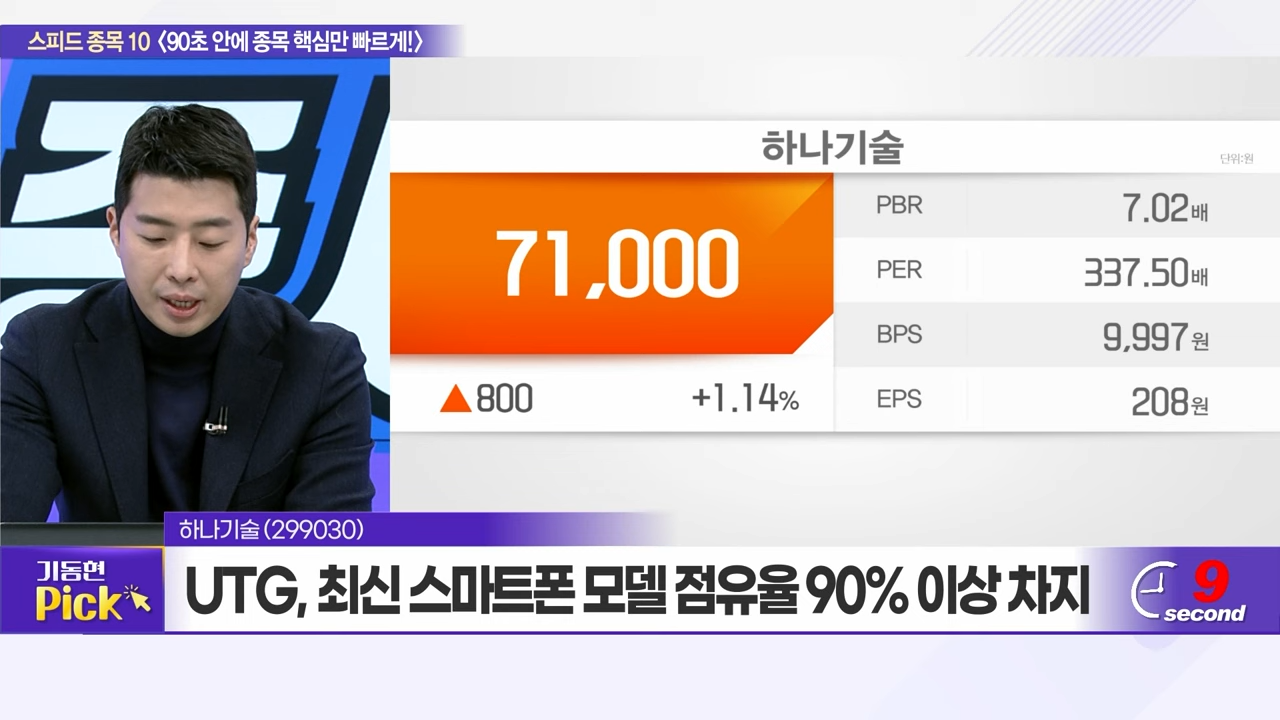 스피드 종목 10 〈90초 안에 종목 핵심만 빠르게!〉
하나기술
단위:원
71,000
▲800 +1.14%
PBR 7.02배
PER 337.50배
BPS 9,997원
EPS 208원
하나기술(299030)
기동현
Pick
UTG, 최신 스마트폰 모델 점유율 90% 이상 차지
9
second